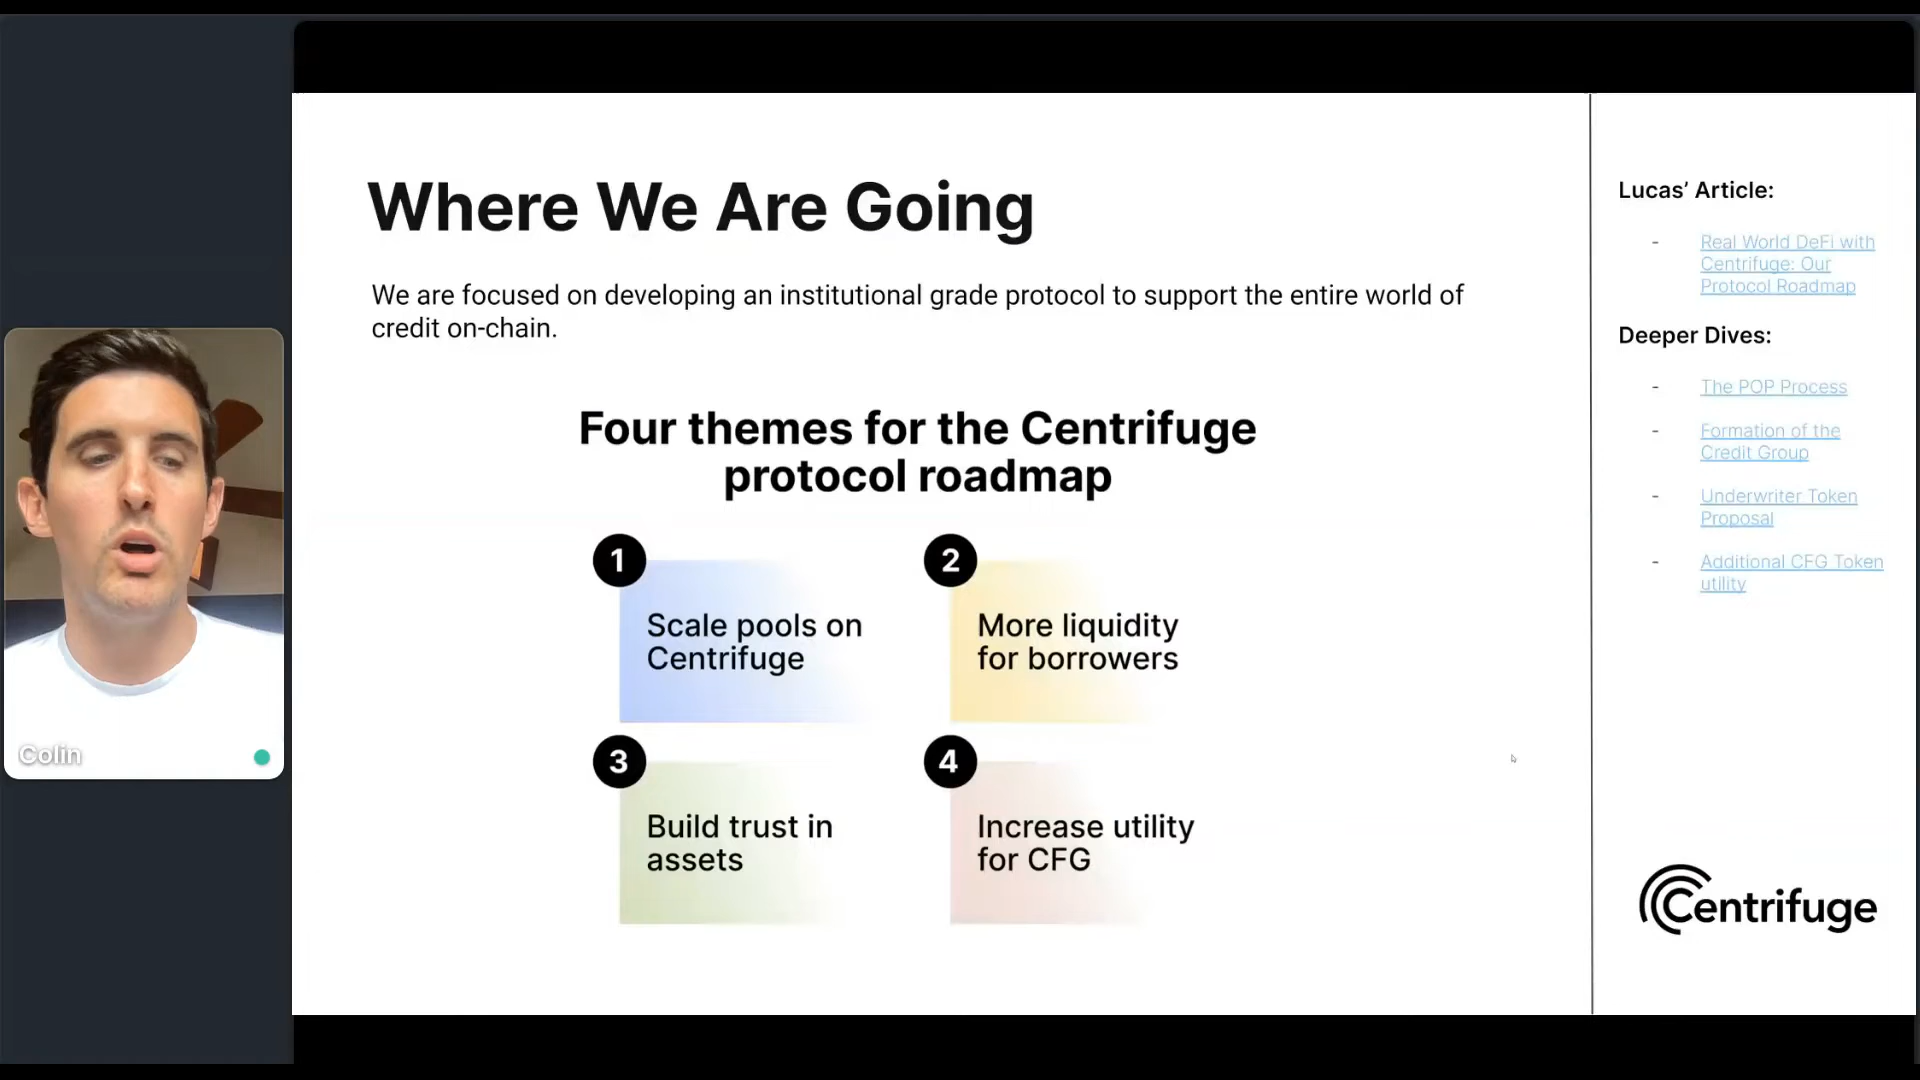 Where We Are Going
We are focused on developing an institutional grade protocol to support the entire world of
credit on-chain.
Four themes for the Centrifuge
protocol roadmap
1
Scale pools on
Centrifuge
2
More liquidity
for borrowers
3
Build trust in
assets
4
Increase utility
for CFG
Lucas’ Article:
- Real World DeFi with
Centrifuge: Our
Protocol Roadmap
Deeper Dives:
- The POP Process
- Formation of the
Credit Group
- Underwriter Token
Proposal
- Additional CFG Token
utility
Centrifuge
Colin